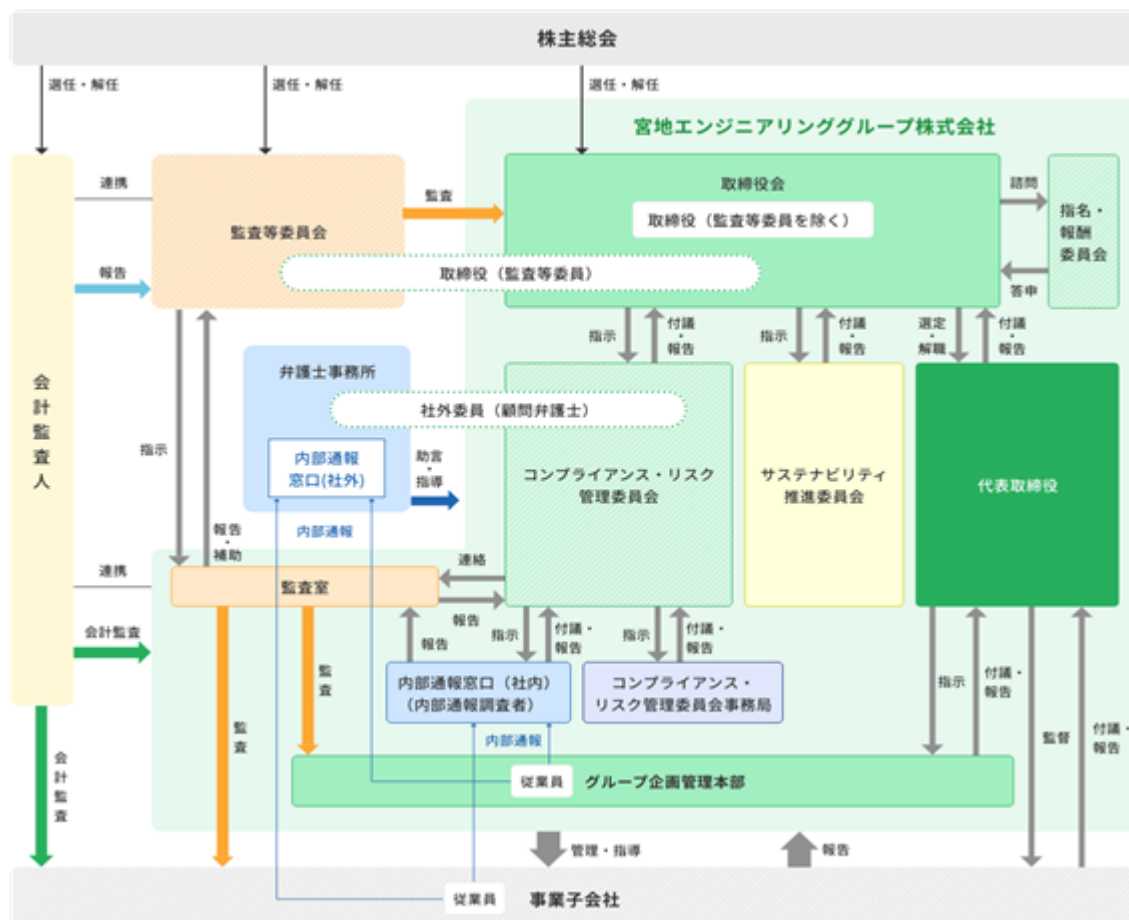 株主総会
選任・解任
選任・解任
選任・解任
宮地エンジニアリンググループ株式会社
連携
監査等委員会
監査
取締役会
取締役（監査等委員を除く）
諮問
指名・
報酬
委員会
答申
取締役（監査等委員）
報告
会計監査人
指示
付議
・
報告
指示
付議
・
報告
選定
・
解職
付議
・
報告
弁護士事務所
社外委員（顧問弁護士）
内部通報
窓口(社外)
助言
・
指導
内部通報
指示
報告
・
補助
コンプライアンス・リスク
管理委員会
サステナビリティ
推進委員会
代表取締役
連携
監査室
連絡
報告
会計監査
報告
指示
付議・
報告
指示
付議・
報告
監査
内部通報窓口（社内）
（内部通報調査者）
コンプライアンス・
リスク管理委員会事務局
指示
付議・
報告
監査
内部通報
監督
付議・
報告
会計監査
従業員
グループ企画管理本部
管理・指導
報告
従業員
事業子会社